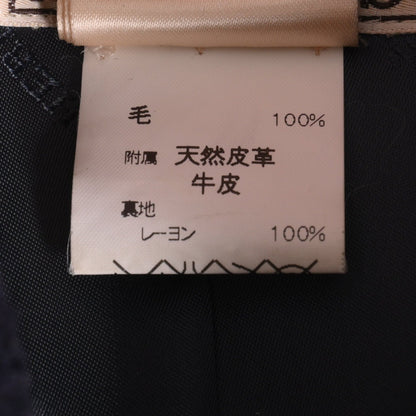 毛 100%
附属 天然皮革
牛皮
裏地
レーヨン 100%